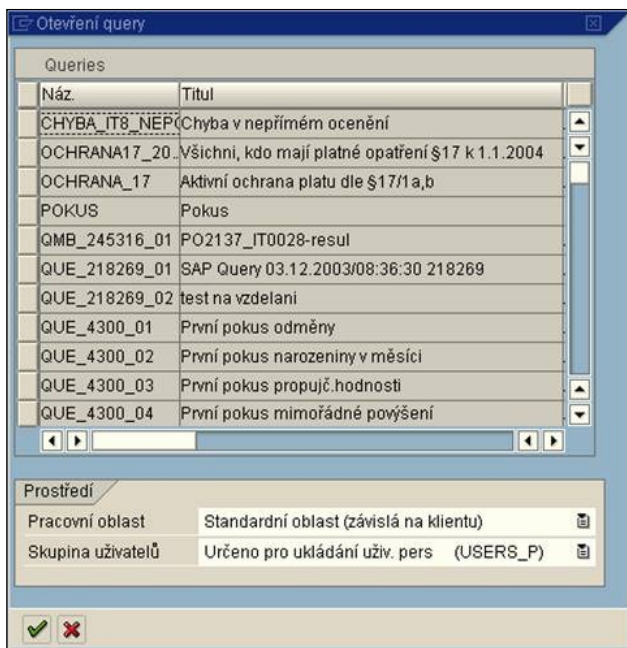 Otevření query
Queries
Náz. Titul
CHYBA_IT8_NEPO Chyba v nepřímém ocenění
OCHRANA17_20.. Všichni, kdo mají platné opatření §17 k 1.1.2004
OCHRANA_17 Aktivní ochrana platu dle §17/1a,b
POKUS Pokus
QMB_245316_01 PO2137_IT0028-resul
QUE_218269_01 SAP Query 03.12.2003/08:36:30 218269
QUE_218269_02 test na vzdelani
QUE_4300_01 První pokus odměny
QUE_4300_02 První pokus narozeniny v měsíci
QUE_4300_03 První pokus propujč.hodnosti
QUE_4300_04 První pokus mimořádné povýšení
Prostředí
Pracovní oblast Standardní oblast (závislá na klientu)
Skupina uživatelů Určeno pro ukládání uživ. pers (USERS_P)